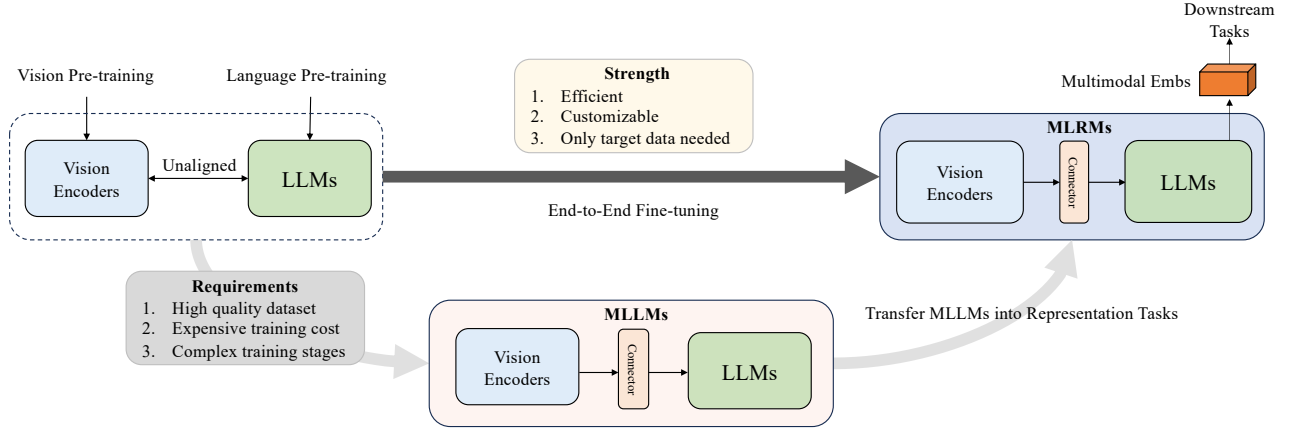 Vision Pre-training
Language Pre-training
Vision
Encoders
Unaligned
LLMs
Strength
1. Efficient
2. Customizable
3. Only target data needed
End-to-End Fine-tuning
Downstream
Tasks
Multimodal Embs
MLRMs
Vision
Encoders
Connector
LLMs
Requirements
1. High quality dataset
2. Expensive training cost
3. Complex training stages
MLLMs
Vision
Encoders
Connector
LLMs
Transfer MLLMs into Representation Tasks